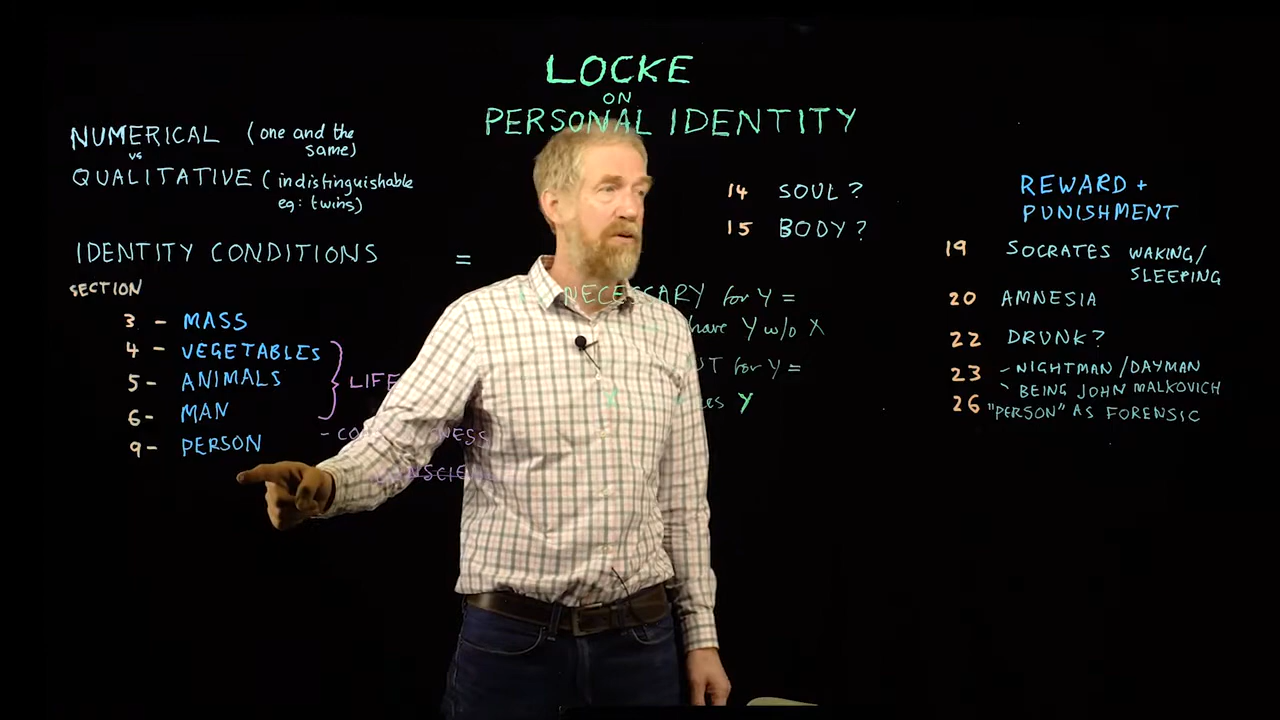 LOCKE
ON
PERSONAL IDENTITY
NUMERICAL (one and the same)
vs
QUALITATIVE (indistinguishable
eg: twins)
IDENTITY CONDITIONS =
SECTION
3 - MASS
4 - VEGETABLES
5 - ANIMALS
6 - MAN
9 - PERSON
LIFE
14 SOUL?
15 BODY?
NECESSARY for Y =
have Y w/o X
for Y =
Y
REWARD +
PUNISHMENT
19 SOCRATES WAKING/
SLEEPING
20 AMNESIA
22 DRUNK?
23 - NIGHTMAN/DAYMAN
- BEING JOHN MALKOVICH
26 "PERSON" AS FORENSIC